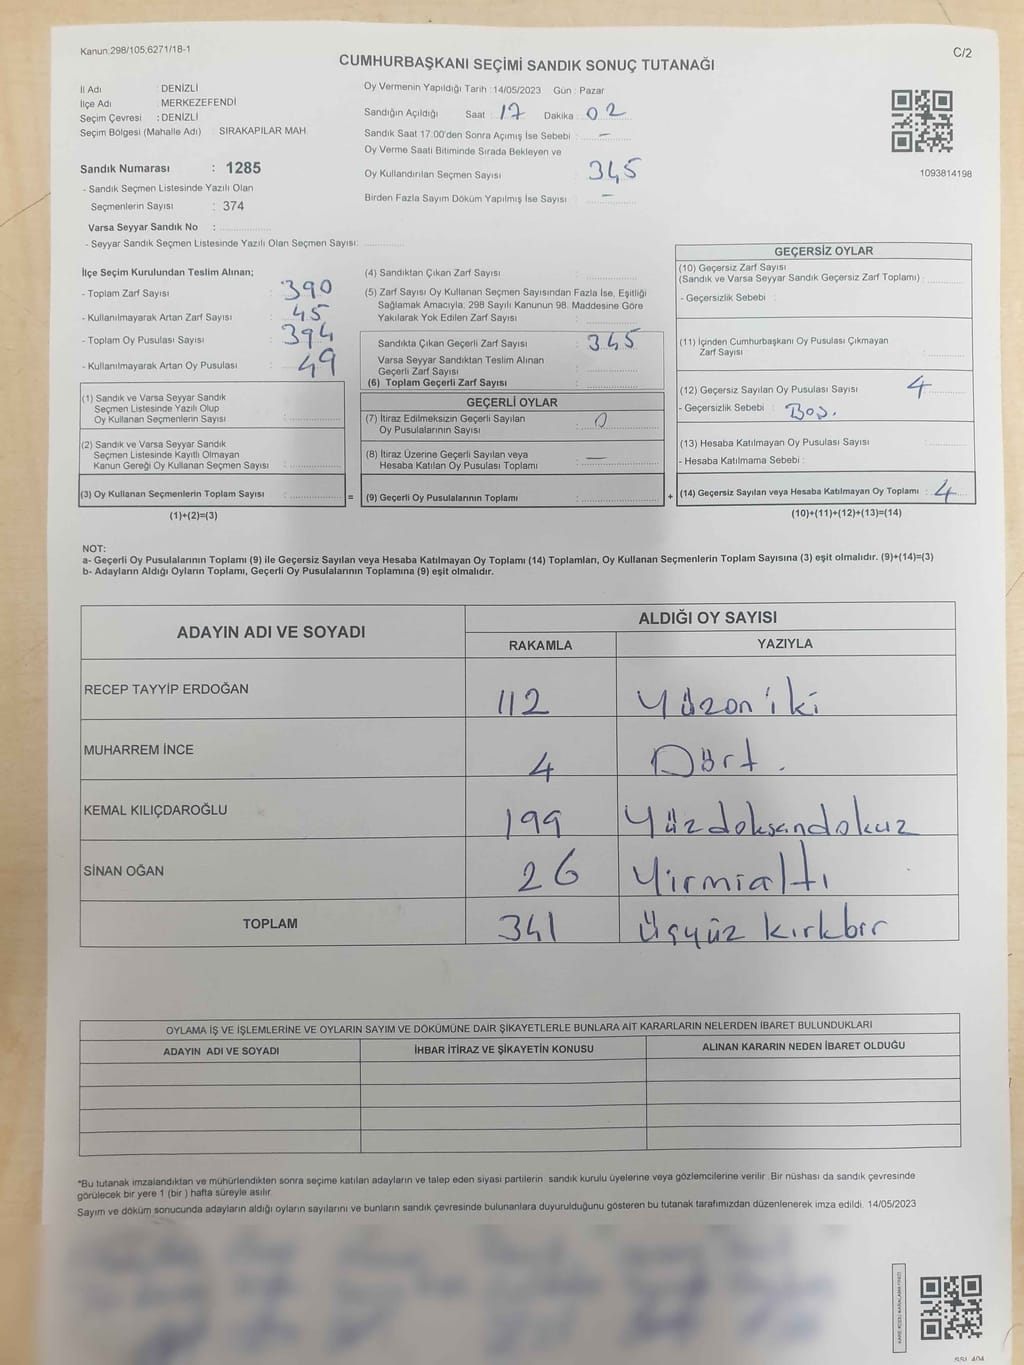 Kanun:298/105,6271/18-1
C/2
CUMHURBAŞKANI SEÇİMİ SANDIK SONUÇ TUTANAĞI
İl Adı : DENİZLİ
İlçe Adı : MERKEZEFENDİ
Seçim Çevresi : DENİZLİ
Seçim Bölgesi (Mahalle Adı) : SIRAKAPILAR MAH
Sandık Numarası : 1285
- Sandık Seçmen Listesinde Yazılı Olan
Seçmenlerin Sayısı : 374
Varsa Seyyar Sandık No :
- Seyyar Sandık Seçmen Listesinde Yazılı Olan Seçmen Sayısı:
Oy Vermenin Yapıldığı Tarih :14/05/2023 Gün : Pazar
Sandığın Açıldığı Saat : 17 Dakika : 02
Sandık Saat 17:00'den Sonra Açımış İse Sebebi : —
Oy Verme Saati Bitiminde Sırada Bekleyen ve
Oy Kullandırılan Seçmen Sayısı 345
Birden Fazla Sayım Döküm Yapılmış İse Sayısı : —
1093814198
İlçe Seçim Kurulundan Teslim Alınan;
- Toplam Zarf Sayısı : 390
- Kullanılmayarak Artan Zarf Sayısı : 45
- Toplam Oy Pusulası Sayısı : 394
- Kullanılmayarak Artan Oy Pusulası : 49
(1) Sandık ve Varsa Seyyar Sandık
Seçmen Listesinde Yazılı Olup
Oy Kullanan Seçmenlerin Sayısı :
(2) Sandık ve Varsa Seyyar Sandık
Seçmen Listesinde Kayıtlı Olmayan
Kanun Gereği Oy Kullanan Seçmen Sayısı :
(3) Oy Kullanan Seçmenlerin Toplam Sayısı : =
(1)+(2)=(3)
(4) Sandıktan Çıkan Zarf Sayısı :
(5) Zarf Sayısı Oy Kullanan Seçmen Sayısından Fazla İse, Eşitliği
Sağlamak Amacıyla; 298 Sayılı Kanunun 98. Maddesine Göre
Yakılarak Yok Edilen Zarf Sayısı :
Sandıkta Çıkan Geçerli Zarf Sayısı : 345
Varsa Seyyar Sandıktan Teslim Alınan
Geçerli Zarf Sayısı :
(6) Toplam Geçerli Zarf Sayısı :
GEÇERLİ OYLAR
(7) İtiraz Edilmeksizin Geçerli Sayılan
Oy Pusulalarının Sayısı : 0
(8) İtiraz Üzerine Geçerli Sayılan veya
Hesaba Katılan Oy Pusulası Toplamı : —
(9) Geçerli Oy Pusulalarının Toplamı : +
GEÇERSİZ OYLAR
(10) Geçersiz Zarf Sayısı
(Sandık ve Varsa Seyyar Sandık Geçersiz Zarf Toplamı) :
- Geçersizlik Sebebi :
(11) İçinden Cumhurbaşkanı Oy Pusulası Çıkmayan
Zarf Sayısı :
(12) Geçersiz Sayılan Oy Pusulası Sayısı 4
- Geçersizlik Sebebi : Boş.
(13) Hesaba Katılmayan Oy Pusulası Sayısı :
- Hesaba Katılmama Sebebi :
(14) Geçersiz Sayılan veya Hesaba Katılmayan Oy Toplamı : 4
(10)+(11)+(12)+(13)=(14)
NOT:
a- Geçerli Oy Pusulalarının Toplamı (9) ile Geçersiz Sayılan veya Hesaba Katılmayan Oy Toplamı (14) Toplamları, Oy Kullanan Seçmenlerin Toplam Sayısına (3) eşit olmalıdır. (9)+(14)=(3)
b- Adayların Aldığı Oyların Toplamı, Geçerli Oy Pusulalarının Toplamına (9) eşit olmalıdır.
ADAYIN ADI VE SOYADI
ALDIĞI OY SAYISI
RAKAMLA YAZIYLA
RECEP TAYYİP ERDOĞAN 112 Yüzon iki
MUHARREM İNCE 4 Dört.
KEMAL KILIÇDAROĞLU 199 Yüzdoksandokuz
SİNAN OĞAN 26 Yirmialtı
TOPLAM 341 Üçyüz kırkbir
OYLAMA İŞ VE İŞLEMLERİNE VE OYLARIN SAYIM VE DÖKÜMÜNE DAİR ŞİKAYETLERLE BUNLARA AİT KARARLARIN NELERDEN İBARET BULUNDUKLARI
ADAYIN ADI VE SOYADI İHBAR İTİRAZ VE ŞİKAYETİN KONUSU ALINAN KARARIN NEDEN İBARET OLDUĞU
*Bu tutanak imzalandıktan ve mühürlendikten sonra seçime katılan adayların ve talep eden siyasi partilerin sandık kurulu üyelerine veya gözlemcilerine verilir. Bir nüshası da sandık çevresinde
görülecek bir yere 1 (bir ) hafta süreyle asılır.
Sayım ve döküm sonucunda adayların aldığı oyların sayılarını ve bunların sandık çevresinde bulunanlara duyurulduğunu gösteren bu tutanak tarafımızdan düzenlenerek imza edildi. 14/05/2023